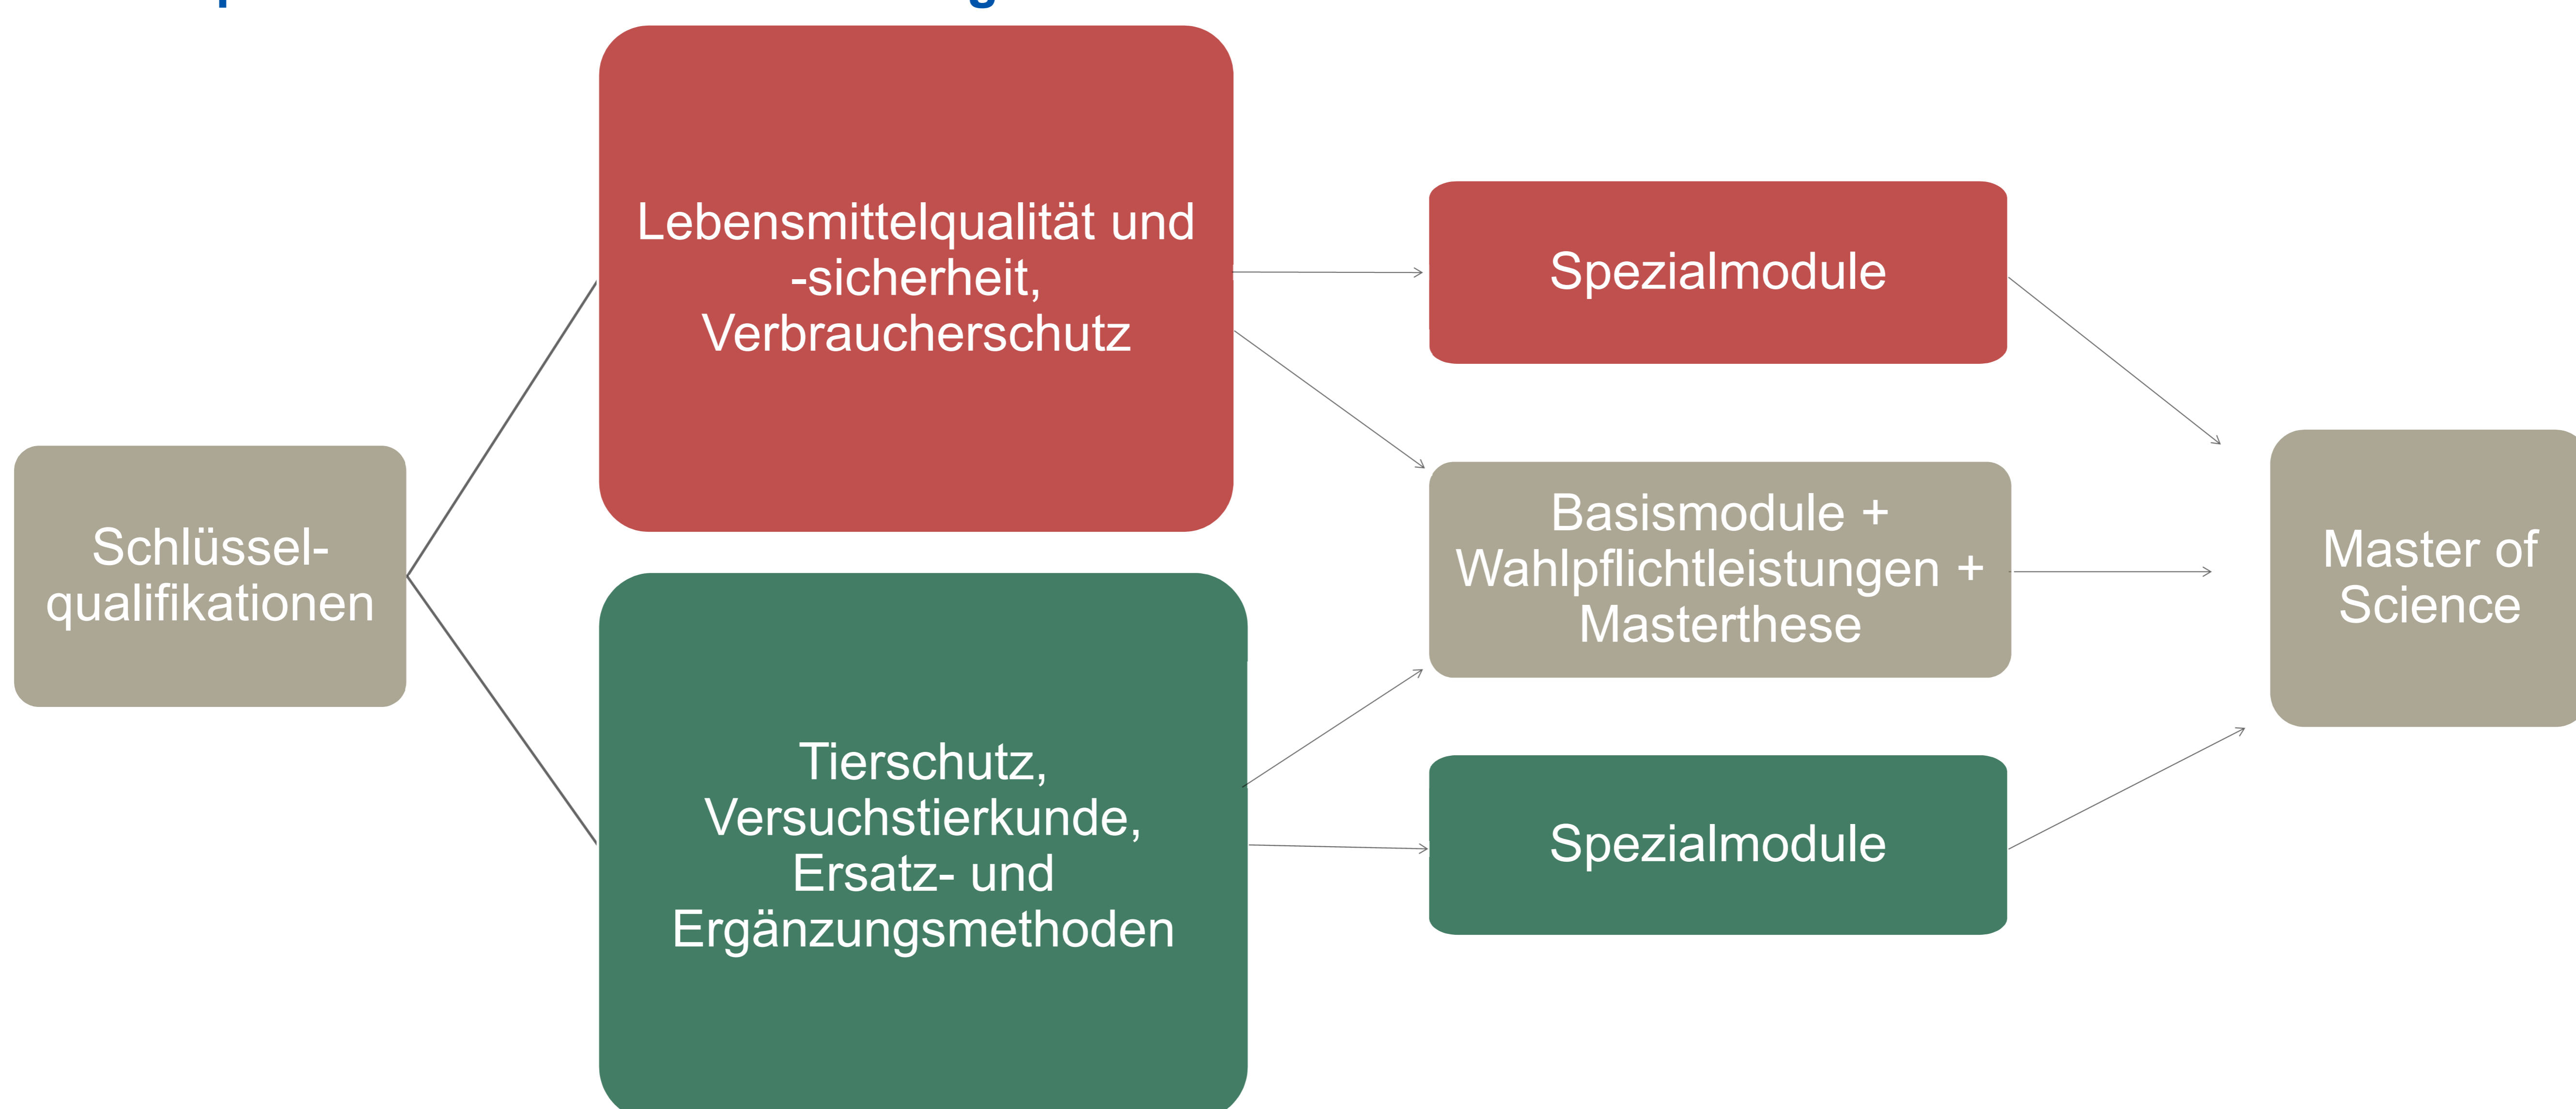 Schlüssel-
qualifikationen
Lebensmittelqualität und
-sicherheit,
Verbraucherschutz
Tierschutz,
Versuchstierkunde,
Ersatz- und
Ergänzungsmethoden
Spezialmodule
Basismodule +
Wahlpflichtleistungen +
Masterthese
Spezialmodule
Master of
Science